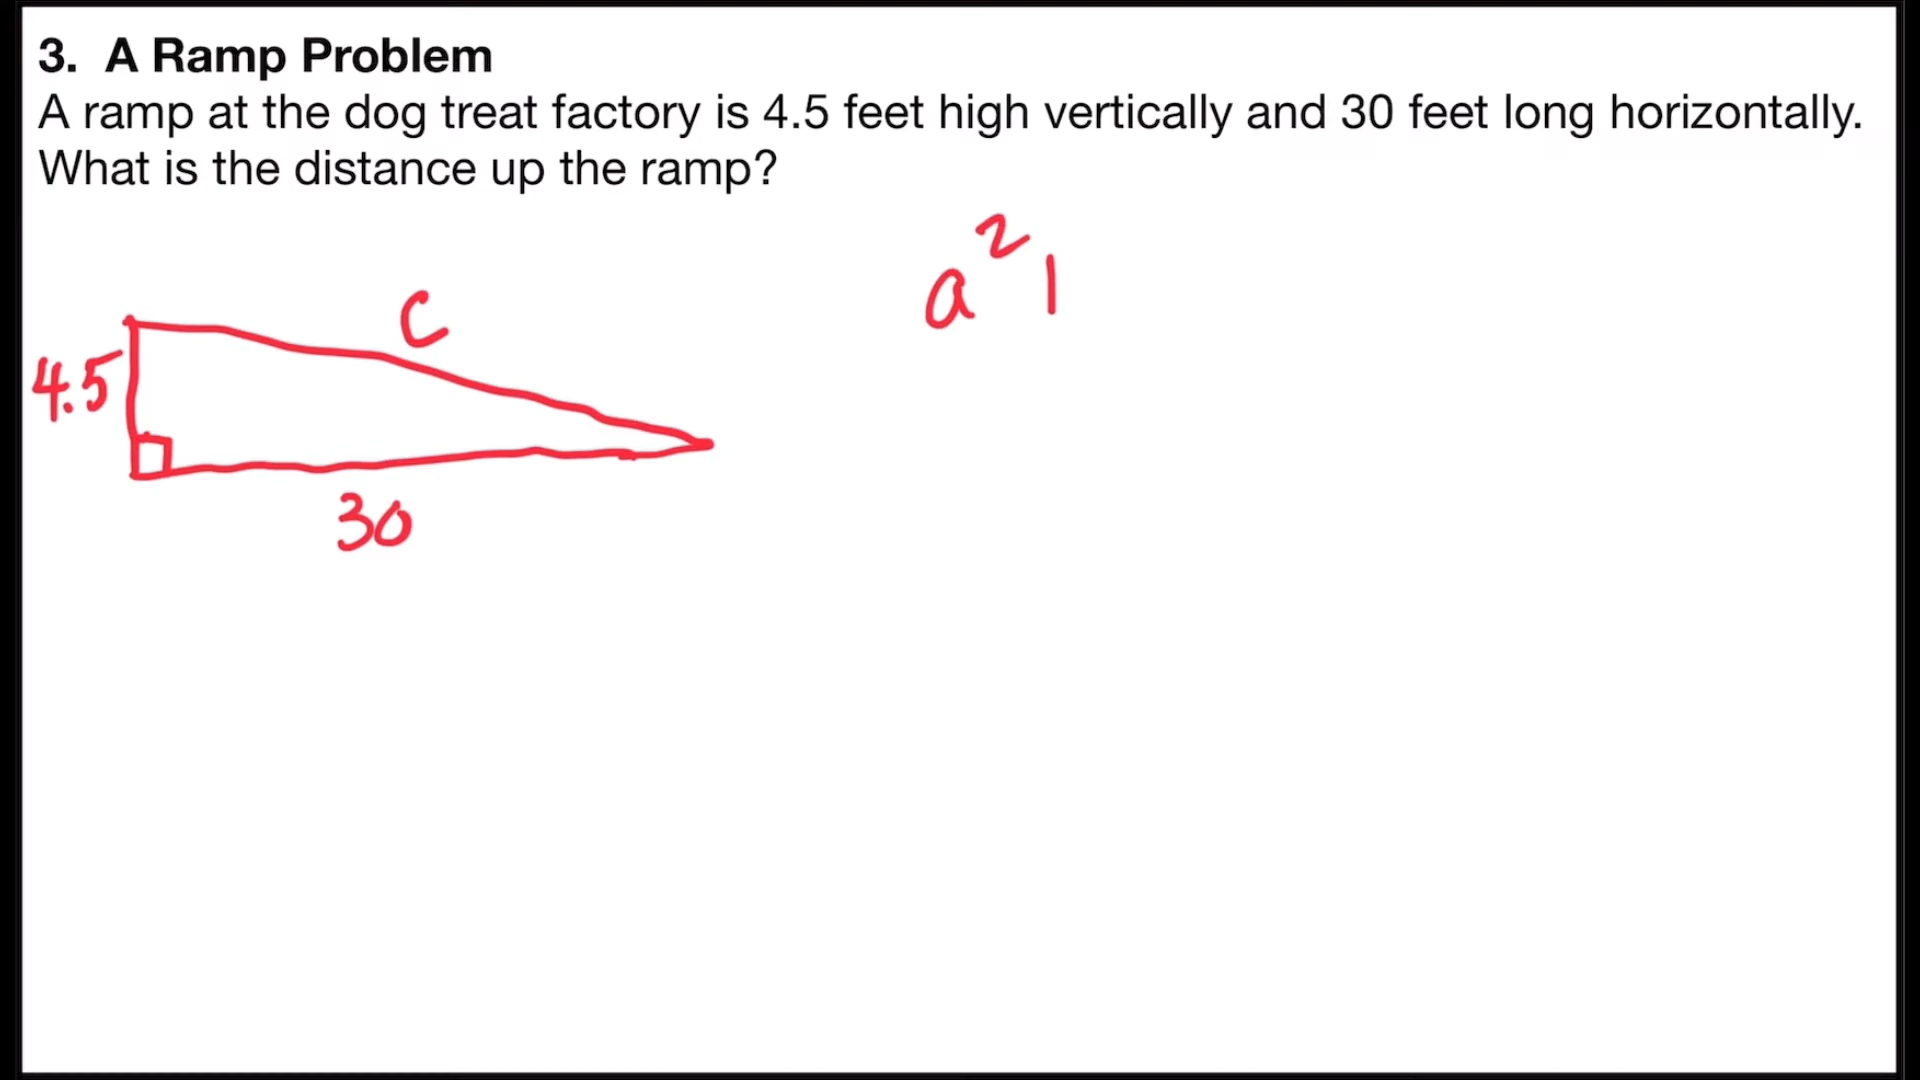 3. A Ramp Problem
A ramp at the dog treat factory is 4.5 feet high vertically and 30 feet long horizontally.
What is the distance up the ramp?
a² |
c
4.5
30